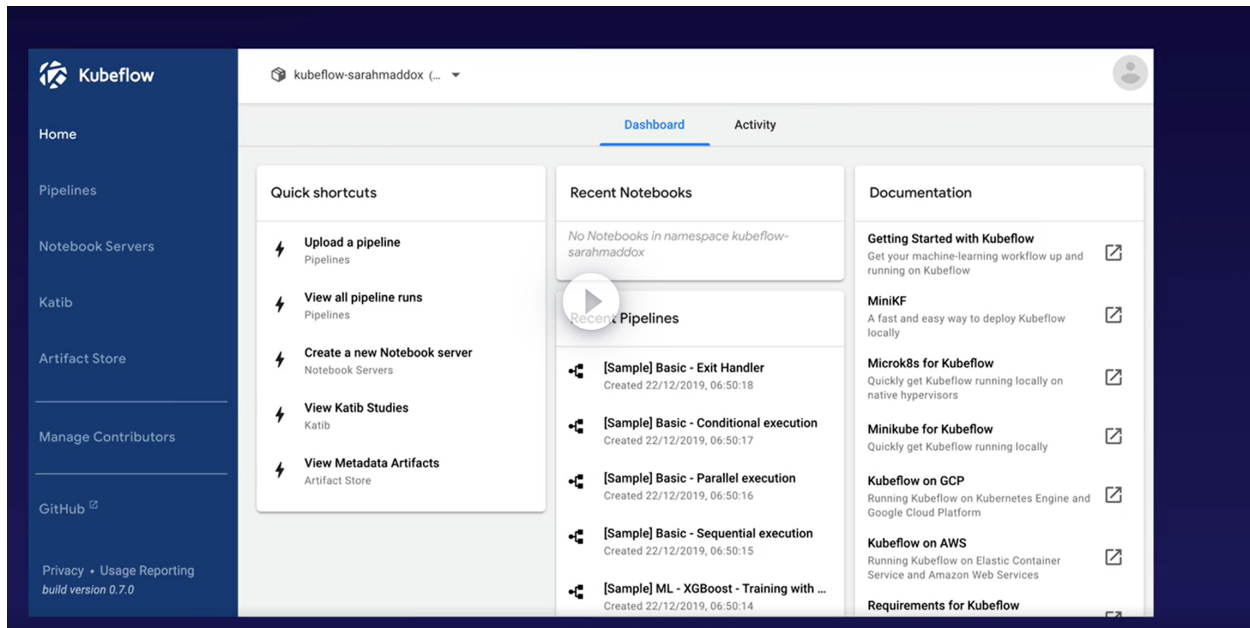 Kubeflow
kubeflow-sarahmaddox (...
Home
Pipelines
Notebook Servers
Katib
Artifact Store
Manage Contributors
GitHub
Privacy • Usage Reporting
build version 0.7.0
Dashboard
Activity
Quick shortcuts
Upload a pipeline
Pipelines
View all pipeline runs
Pipelines
Create a new Notebook server
Notebook Servers
View Katib Studies
Katib
View Metadata Artifacts
Artifact Store
Recent Notebooks
No Notebooks in namespace kubeflow-
sarahmaddox
Recent Pipelines
[Sample] Basic - Exit Handler
Created 22/12/2019, 06:50:18
[Sample] Basic - Conditional execution
Created 22/12/2019, 06:50:17
[Sample] Basic - Parallel execution
Created 22/12/2019, 06:50:16
[Sample] Basic - Sequential execution
Created 22/12/2019, 06:50:15
[Sample] ML - XGBoost - Training with ...
Created 22/12/2019, 06:50:14
Documentation
Getting Started with Kubeflow
Get your machine-learning workflow up and
running on Kubeflow
MiniKF
A fast and easy way to deploy Kubeflow
locally
Microk8s for Kubeflow
Quickly get Kubeflow running locally on
native hypervisors
Minikube for Kubeflow
Quickly get Kubeflow running locally
Kubeflow on GCP
Running Kubeflow on Kubernetes Engine and
Google Cloud Platform
Kubeflow on AWS
Running Kubeflow on Elastic Container
Service and Amazon Web Services
Requirements for Kubeflow